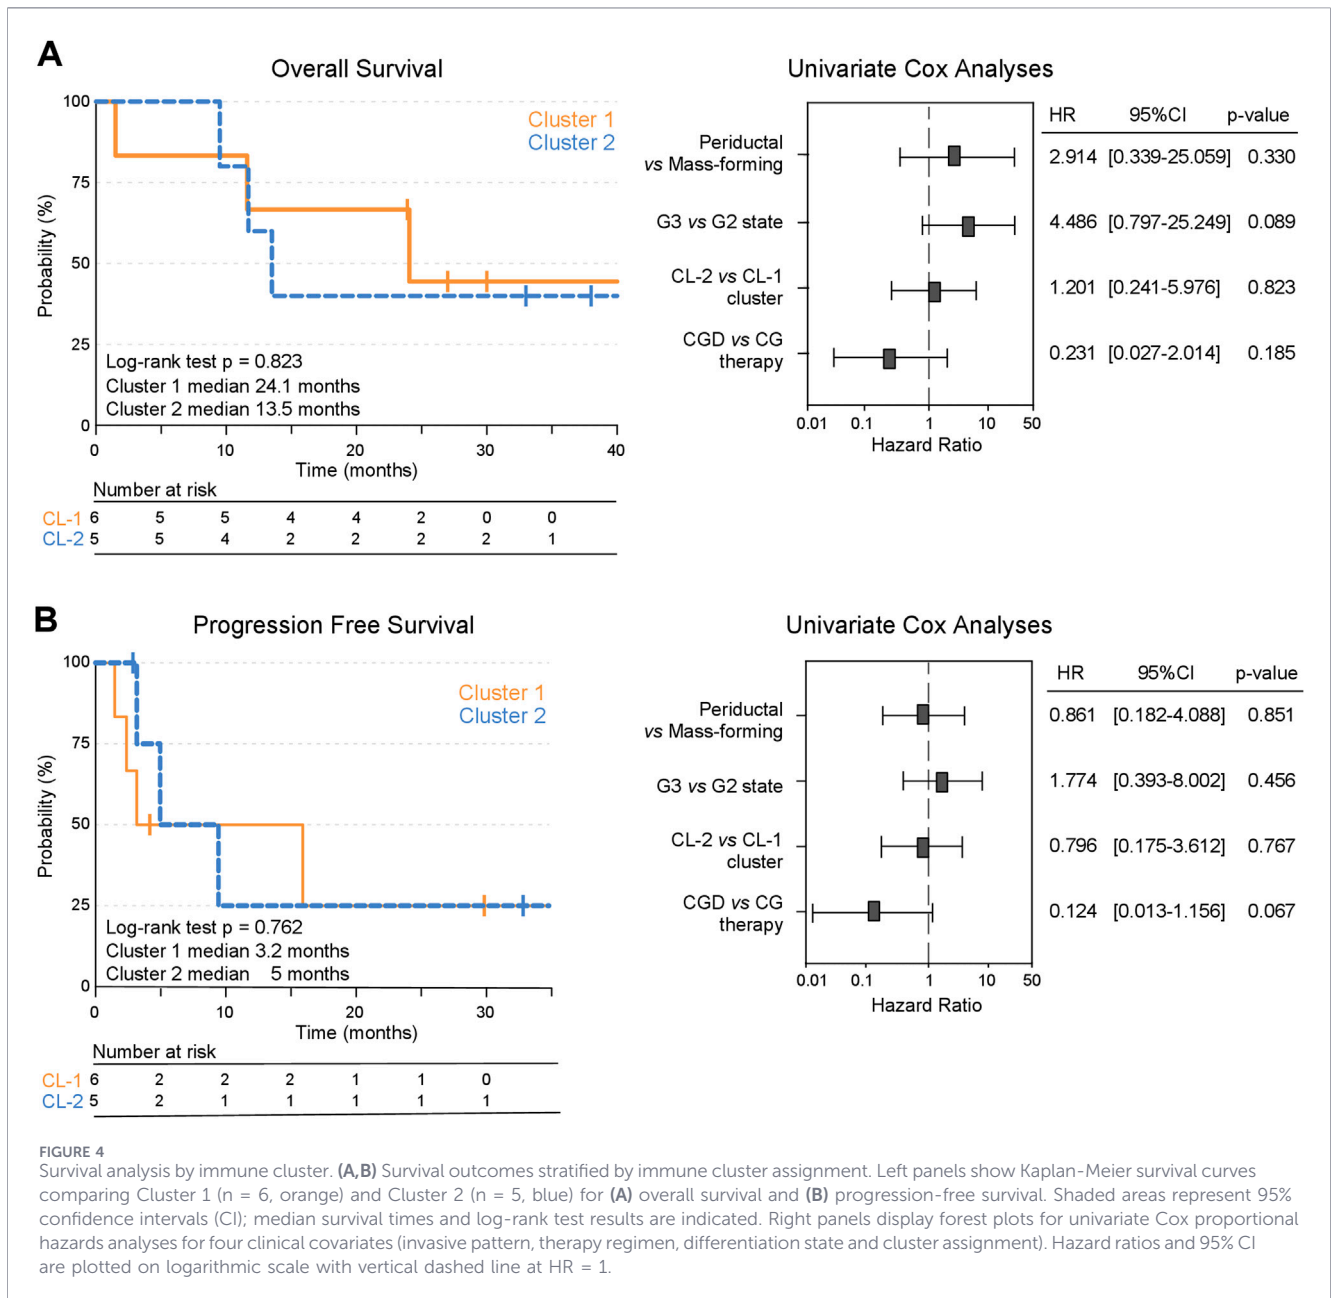 A
Overall Survival
100
75
50
25
0
Probability (%)
Cluster 1
Cluster 2
Log-rank test p = 0.823
Cluster 1 median 24.1 months
Cluster 2 median 13.5 months
0 10 20 30 40
Time (months)
Number at risk
CL-1 6 5 5 4 4 2 0 0
CL-2 5 5 4 2 2 2 2 1
Univariate Cox Analyses
HR 95%CI p-value
Periductal
vs Mass-forming
2.914 [0.339-25.059] 0.330
G3 vs G2 state
4.486 [0.797-25.249] 0.089
CL-2 vs CL-1
cluster
1.201 [0.241-5.976] 0.823
CGD vs CG
therapy
0.231 [0.027-2.014] 0.185
0.01 0.1 1 10 50
Hazard Ratio
B
Progression Free Survival
100
75
50
25
0
Probability (%)
Cluster 1
Cluster 2
Log-rank test p = 0.762
Cluster 1 median 3.2 months
Cluster 2 median 5 months
0 10 20 30
Time (months)
Number at risk
CL-1 6 2 2 2 1 1 0
CL-2 5 2 1 1 1 1 1
Univariate Cox Analyses
HR 95%CI p-value
Periductal
vs Mass-forming
0.861 [0.182-4.088] 0.851
G3 vs G2 state
1.774 [0.393-8.002] 0.456
CL-2 vs CL-1
cluster
0.796 [0.175-3.612] 0.767
CGD vs CG
therapy
0.124 [0.013-1.156] 0.067
0.01 0.1 1 10 50
Hazard Ratio
FIGURE 4
Survival analysis by immune cluster. (A,B) Survival outcomes stratified by immune cluster assignment. Left panels show Kaplan-Meier survival curves
comparing Cluster 1 (n = 6, orange) and Cluster 2 (n = 5, blue) for (A) overall survival and (B) progression-free survival. Shaded areas represent 95%
confidence intervals (CI); median survival times and log-rank test results are indicated. Right panels display forest plots for univariate Cox proportional
hazards analyses for four clinical covariates (invasive pattern, therapy regimen, differentiation state and cluster assignment). Hazard ratios and 95% CI
are plotted on logarithmic scale with vertical dashed line at HR = 1.